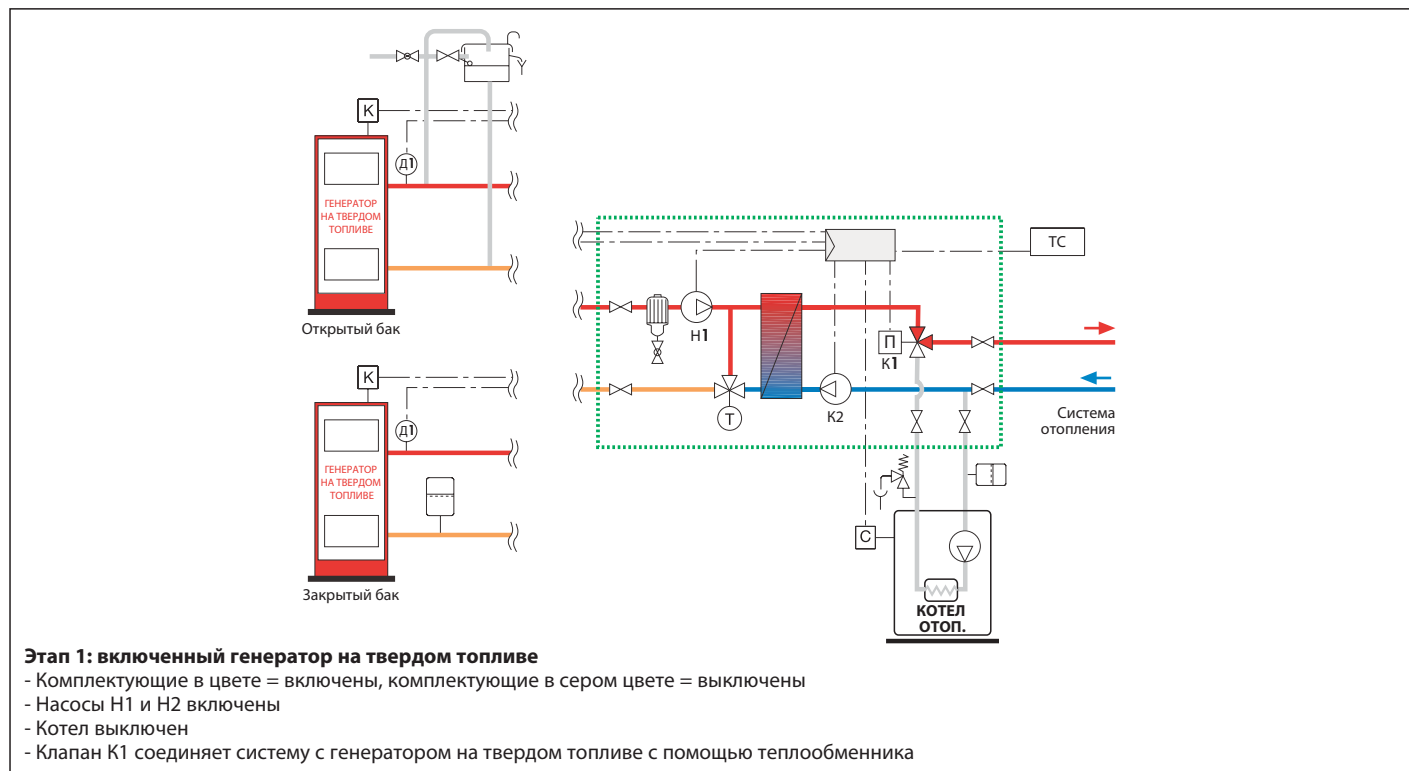 К
Д1
ГЕНЕРАТОР
НА ТВЕРДОМ
ТОПЛИВЕ
Открытый бак
К
Д1
ГЕНЕРАТОР
НА ТВЕРДОМ
ТОПЛИВЕ
Закрытый бак
ТС
Н1
П
К1
Т
К2
Система
отопления
С
КОТЕЛ
ОТОП.
Этап 1: включенный генератор на твердом топливе
- Комплектующие в цвете = включены, комплектующие в сером цвете = выключены
- Насосы Н1 и Н2 включены
- Котел выключен
- Клапан К1 соединяет систему с генератором на твердом топливе с помощью теплообменника